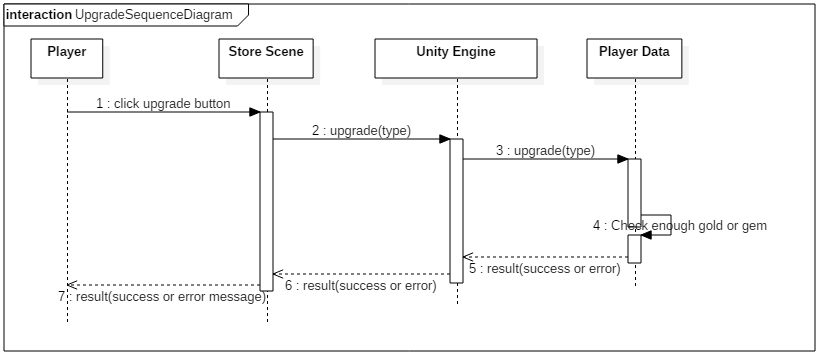 interaction UpgradeSequenceDiagram
Player
Store Scene
Unity Engine
Player Data
1 : click upgrade button
2 : upgrade(type)
3 : upgrade(type)
4 : Check enough gold or gem
5 : result(success or error)
6 : result(success or error)
7 : result(success or error message)